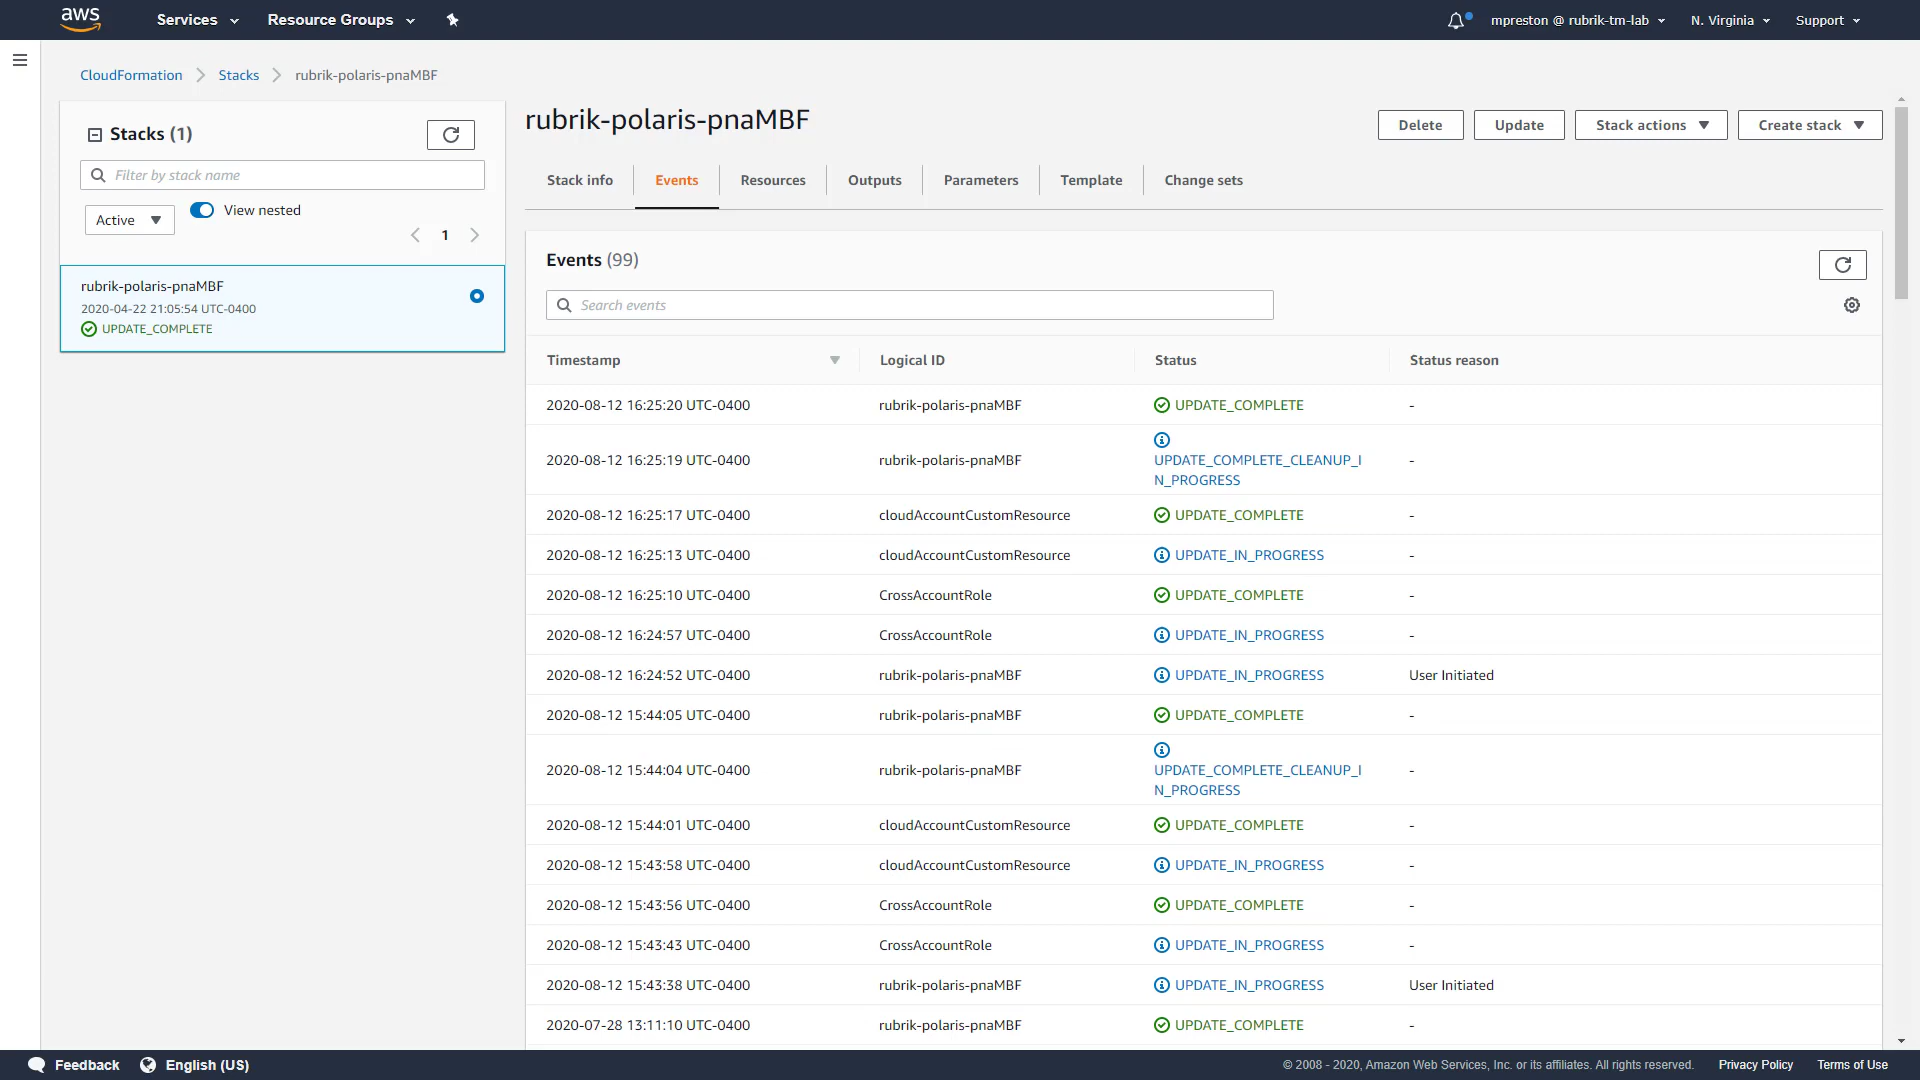 aws
Services
Resource Groups
mpreston @ rubrik-tm-lab
N. Virginia
Support
CloudFormation
Stacks
rubrik-polaris-pnaMBF
Stacks (1)
Filter by stack name
Active
View nested
1
rubrik-polaris-pnaMBF
2020-04-22 21:05:54 UTC-0400
UPDATE_COMPLETE
rubrik-polaris-pnaMBF
Delete
Update
Stack actions
Create stack
Stack info
Events
Resources
Outputs
Parameters
Template
Change sets
Events (99)
Search events
Timestamp Logical ID Status Status reason
2020-08-12 16:25:20 UTC-0400 rubrik-polaris-pnaMBF UPDATE_COMPLETE -
2020-08-12 16:25:19 UTC-0400 rubrik-polaris-pnaMBF UPDATE_COMPLETE_CLEANUP_I -
N_PROGRESS
2020-08-12 16:25:17 UTC-0400 cloudAccountCustomResource UPDATE_COMPLETE -
2020-08-12 16:25:13 UTC-0400 cloudAccountCustomResource UPDATE_IN_PROGRESS -
2020-08-12 16:25:10 UTC-0400 CrossAccountRole UPDATE_COMPLETE -
2020-08-12 16:24:57 UTC-0400 CrossAccountRole UPDATE_IN_PROGRESS -
2020-08-12 16:24:52 UTC-0400 rubrik-polaris-pnaMBF UPDATE_IN_PROGRESS User Initiated
2020-08-12 15:44:05 UTC-0400 rubrik-polaris-pnaMBF UPDATE_COMPLETE -
2020-08-12 15:44:04 UTC-0400 rubrik-polaris-pnaMBF UPDATE_COMPLETE_CLEANUP_I -
N_PROGRESS
2020-08-12 15:44:01 UTC-0400 cloudAccountCustomResource UPDATE_COMPLETE -
2020-08-12 15:43:58 UTC-0400 cloudAccountCustomResource UPDATE_IN_PROGRESS -
2020-08-12 15:43:56 UTC-0400 CrossAccountRole UPDATE_COMPLETE -
2020-08-12 15:43:43 UTC-0400 CrossAccountRole UPDATE_IN_PROGRESS -
2020-08-12 15:43:38 UTC-0400 rubrik-polaris-pnaMBF UPDATE_IN_PROGRESS User Initiated
2020-07-28 13:11:10 UTC-0400 rubrik-polaris-pnaMBF UPDATE_COMPLETE -
Feedback
English (US)
© 2008 - 2020, Amazon Web Services, Inc. or its affiliates. All rights reserved.
Privacy Policy
Terms of Use